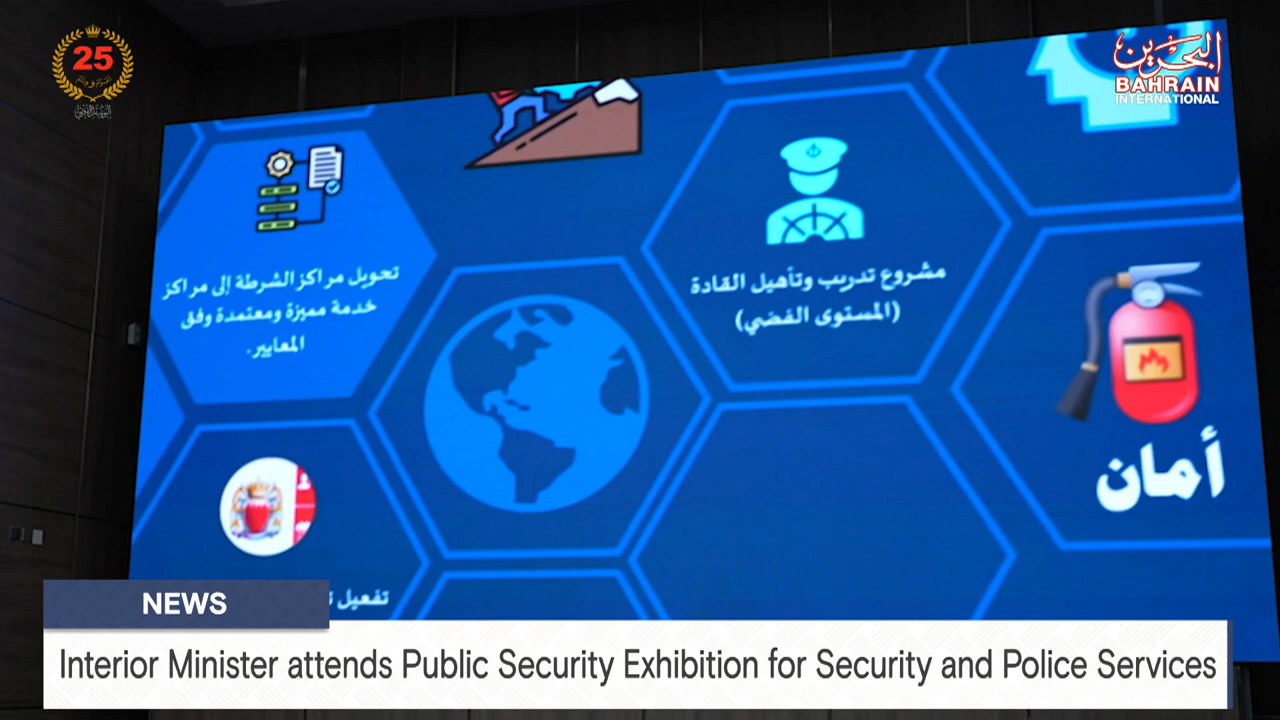 25
البحرين
BAHRAIN
INTERNATIONAL
تحويل مراكز الشرطة إلى مراكز
خدمة مميزة ومعتمدة وفق
المعايير.
مشروع تدريب وتأهيل القادة
(المستوى الفضي)
أمان
تفعيل
NEWS
Interior Minister attends Public Security Exhibition for Security and Police Services